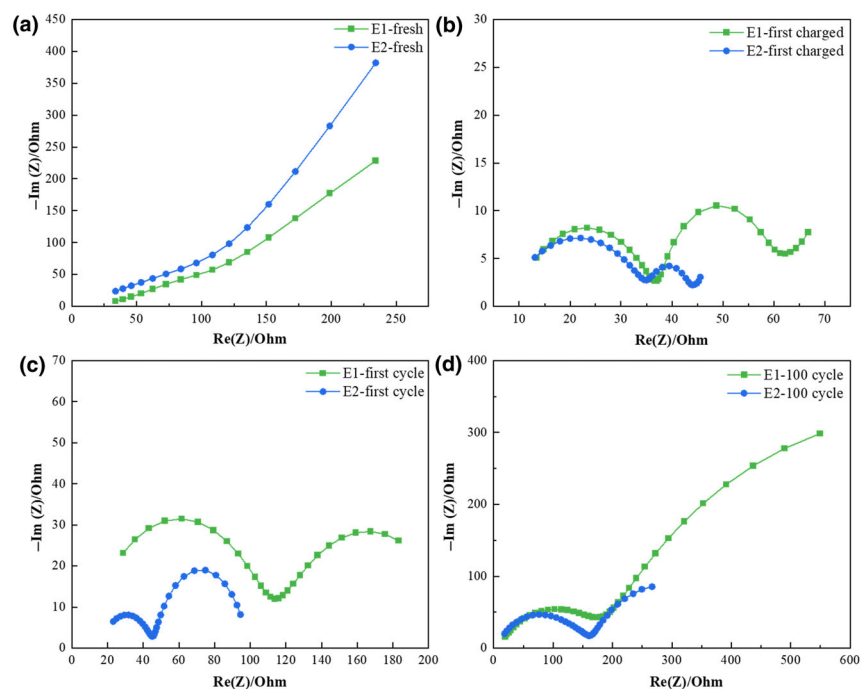 (a)
450
400
350
300
250
200
150
100
50
0
−Im (Z)/Ohm
0 50 100 150 200 250
Re(Z)/Ohm
E1-fresh
E2-fresh
(b)
30
25
20
15
10
5
0
−Im (Z)/Ohm
10 20 30 40 50 60 70
Re(Z)/Ohm
E1-first charged
E2-first charged
(c)
70
60
50
40
30
20
10
0
−Im (Z)/Ohm
0 20 40 60 80 100 120 140 160 180 200
Re(Z)/Ohm
E1-first cycle
E2-first cycle
(d)
400
300
200
100
0
−Im (Z)/Ohm
0 100 200 300 400 500 600
Re(Z)/Ohm
E1-100 cycle
E2-100 cycle